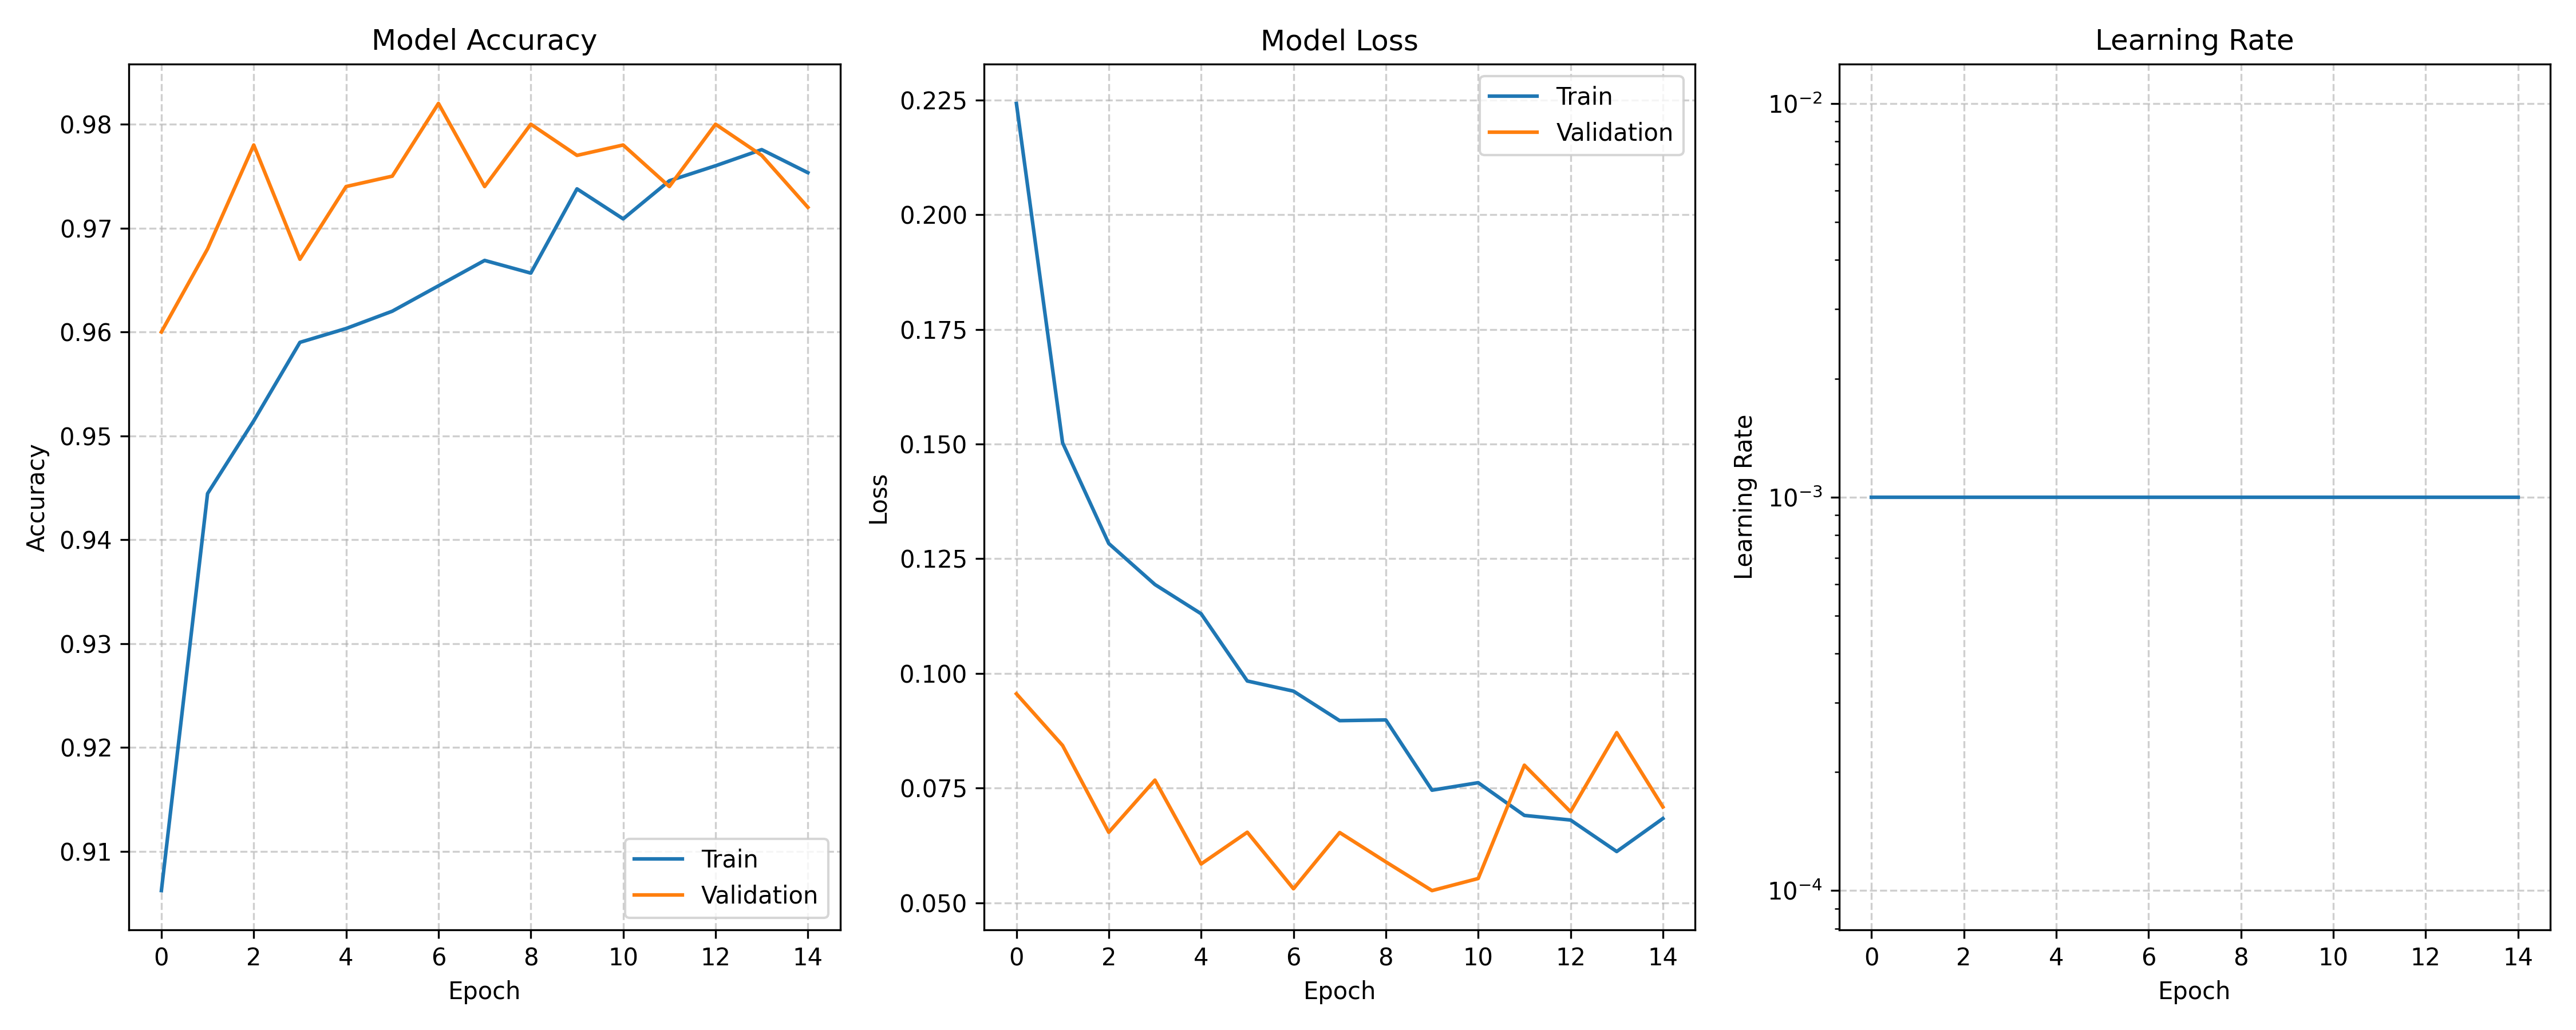 Model Accuracy
Accuracy
0.98
0.97
0.96
0.95
0.94
0.93
0.92
0.91
Train
Validation
0 2 4 6 8 10 12 14
Epoch
Model Loss
Loss
0.225
0.200
0.175
0.150
0.125
0.100
0.075
0.050
Train
Validation
0 2 4 6 8 10 12 14
Epoch
Learning Rate
Learning Rate
10⁻²
10⁻³
10⁻⁴
0 2 4 6 8 10 12 14
Epoch